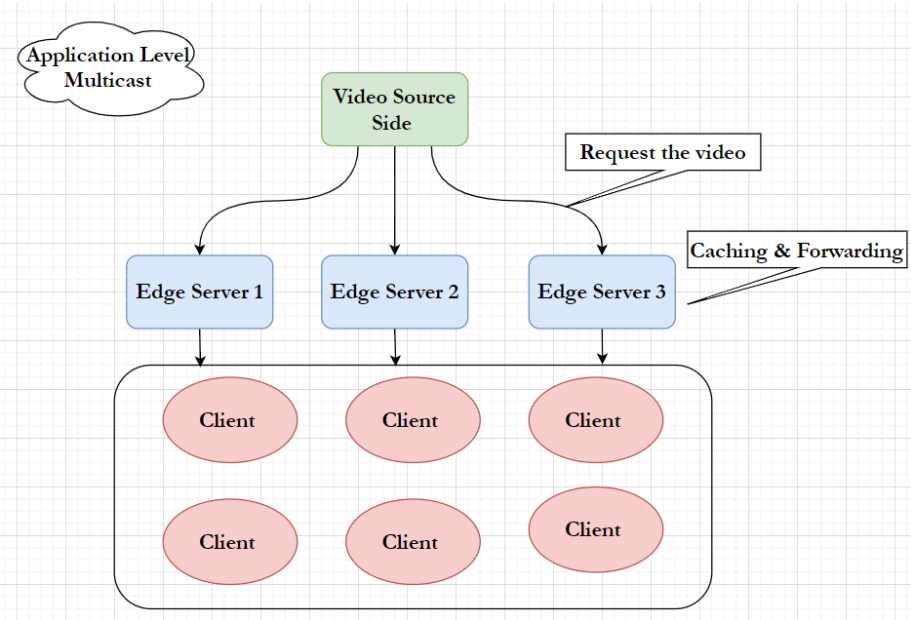 Application Level
Multicast
Video Source
Side
Request the video
Caching & Forwarding
Edge Server 1
Edge Server 2
Edge Server 3
Client
Client
Client
Client
Client
Client